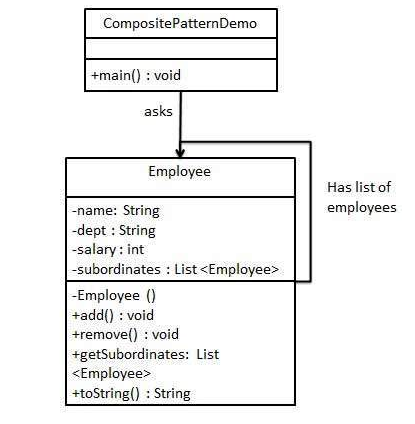 CompositePatternDemo
+main() : void
asks
Employee
-name: String
-dept : String
-salary : int
-subordinates : List <Employee>
Has list of
employees
-Employee ()
+add() : void
+remove() : void
+getSubordinates: List
<Employee>
+toString() : String